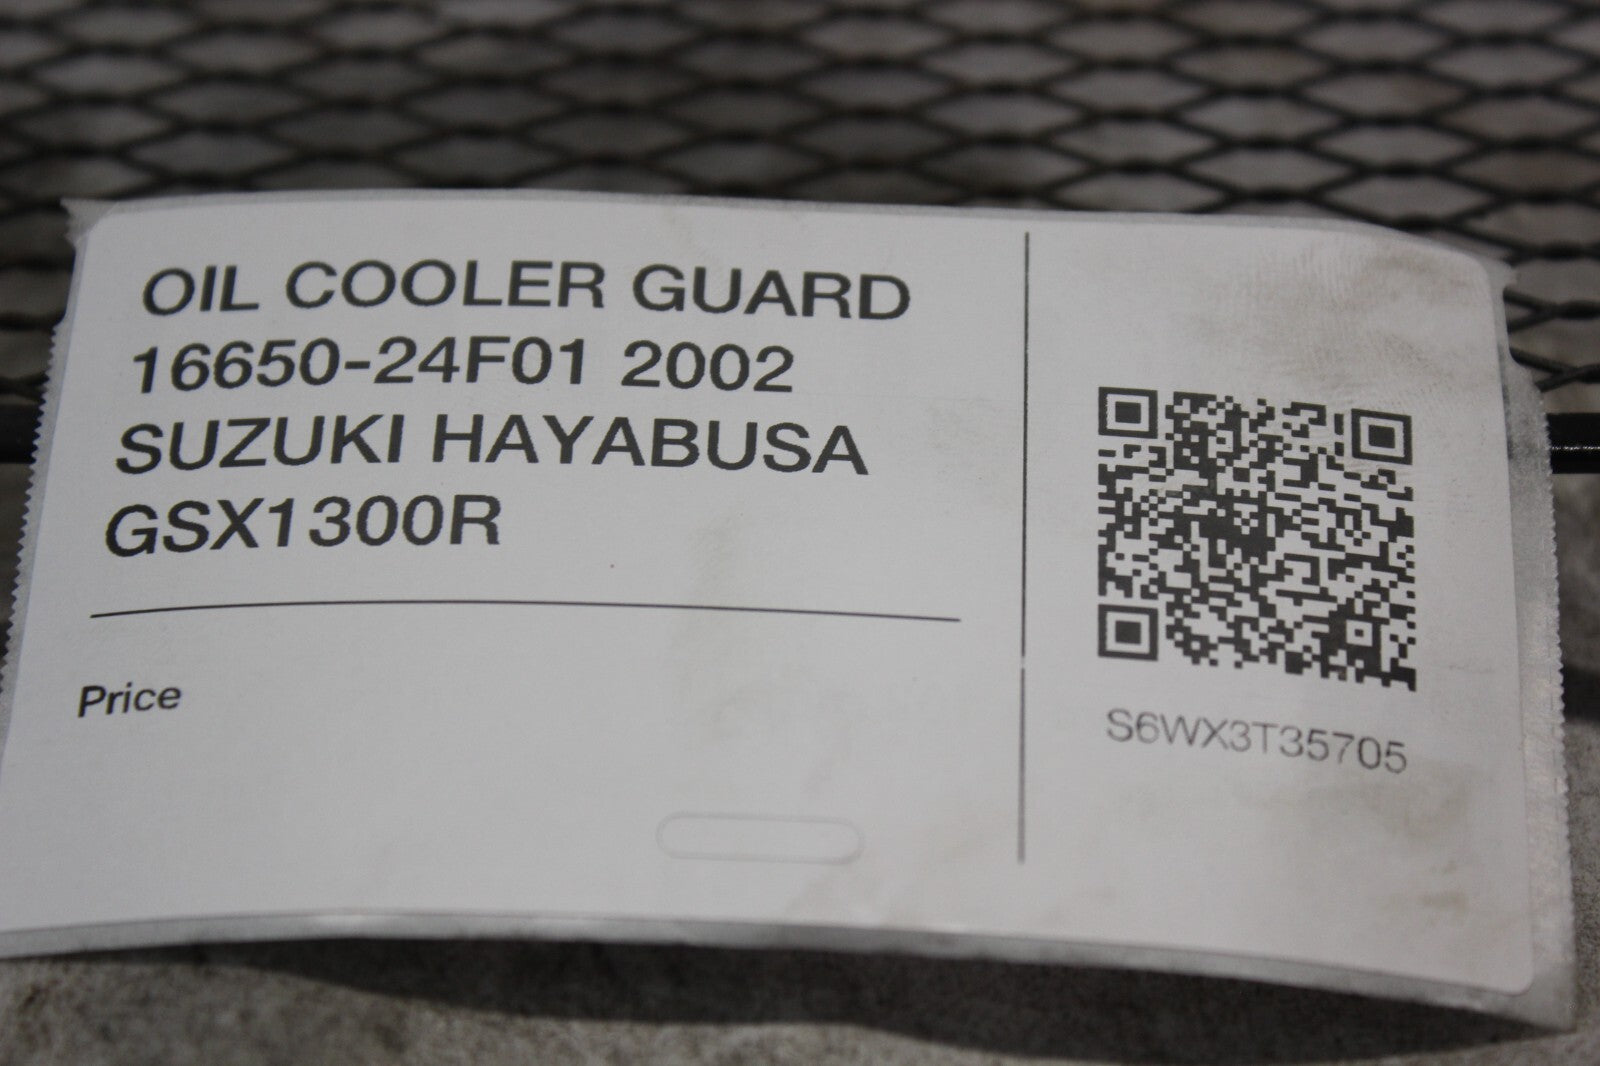 OIL COOLER GUARD
16650-24F01 2002
SUZUKI HAYABUSA
GSX1300R
Price
S6WX3T35705